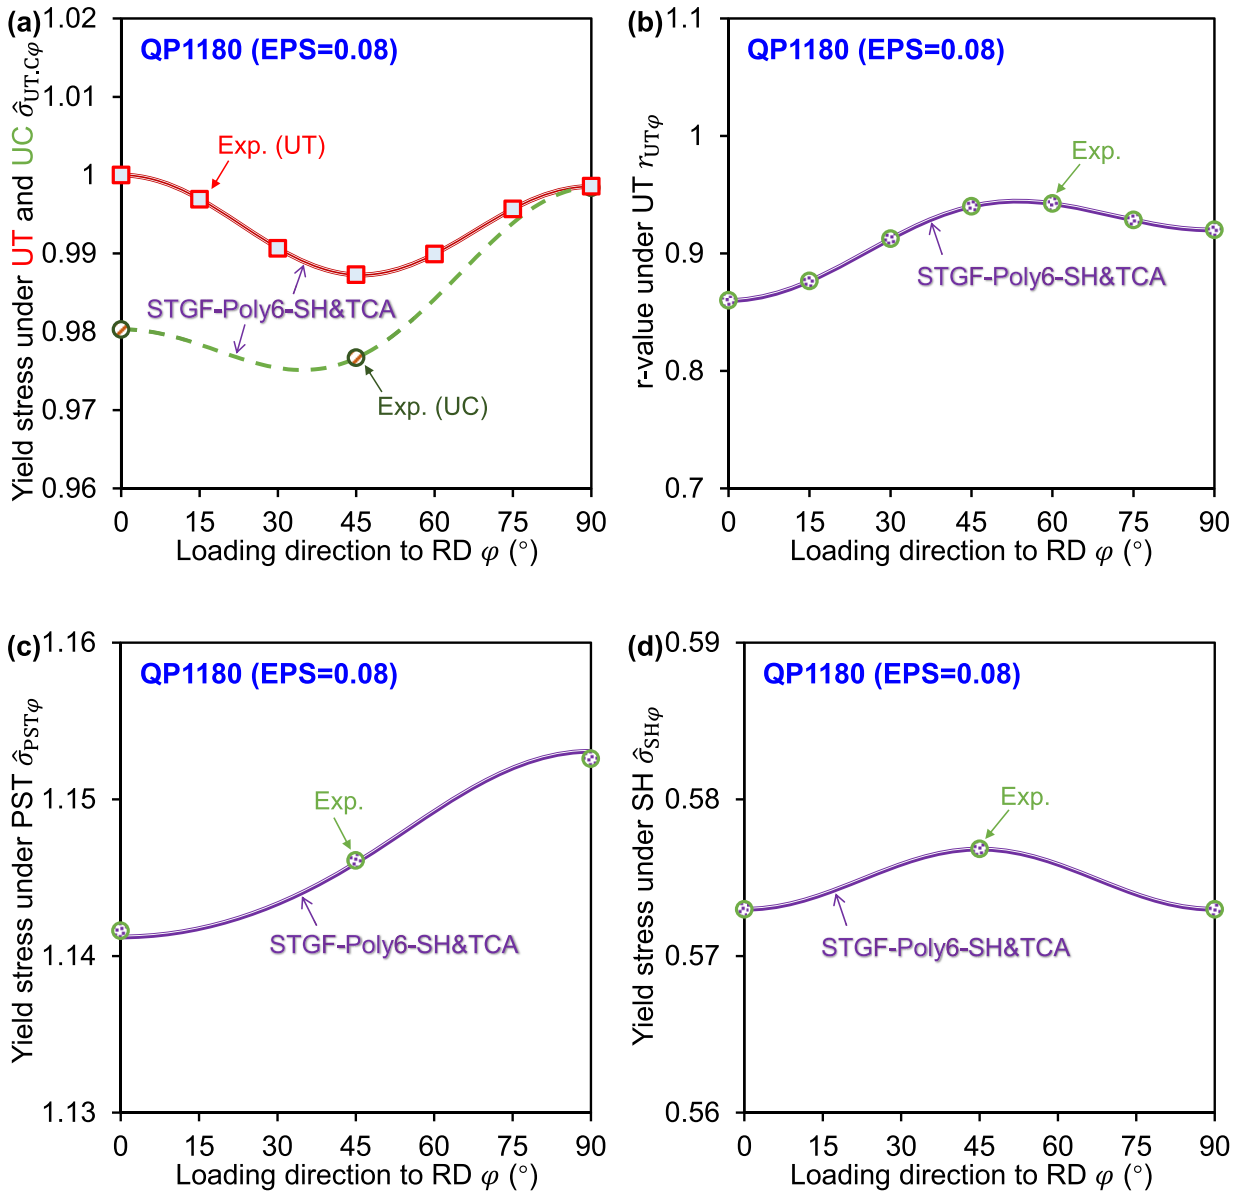 (a)
QP1180 (EPS=0.08)
Yield stress under UT and UC σ̂UT.Cφ
1.02
1.01
1
0.99
0.98
0.97
0.96
Exp. (UT)
STGF-Poly6-SH&TCA
Exp. (UC)
0 15 30 45 60 75 90
Loading direction to RD φ (°)
(b)
QP1180 (EPS=0.08)
r-value under UT rUTφ
1.1
1
0.9
0.8
0.7
Exp.
STGF-Poly6-SH&TCA
0 15 30 45 60 75 90
Loading direction to RD φ (°)
(c)
QP1180 (EPS=0.08)
Yield stress under PST σ̂PSTφ
1.16
1.15
1.14
1.13
Exp.
STGF-Poly6-SH&TCA
0 15 30 45 60 75 90
Loading direction to RD φ (°)
(d)
QP1180 (EPS=0.08)
Yield stress under SH σ̂SHφ
0.59
0.58
0.57
0.56
Exp.
STGF-Poly6-SH&TCA
0 15 30 45 60 75 90
Loading direction to RD φ (°)